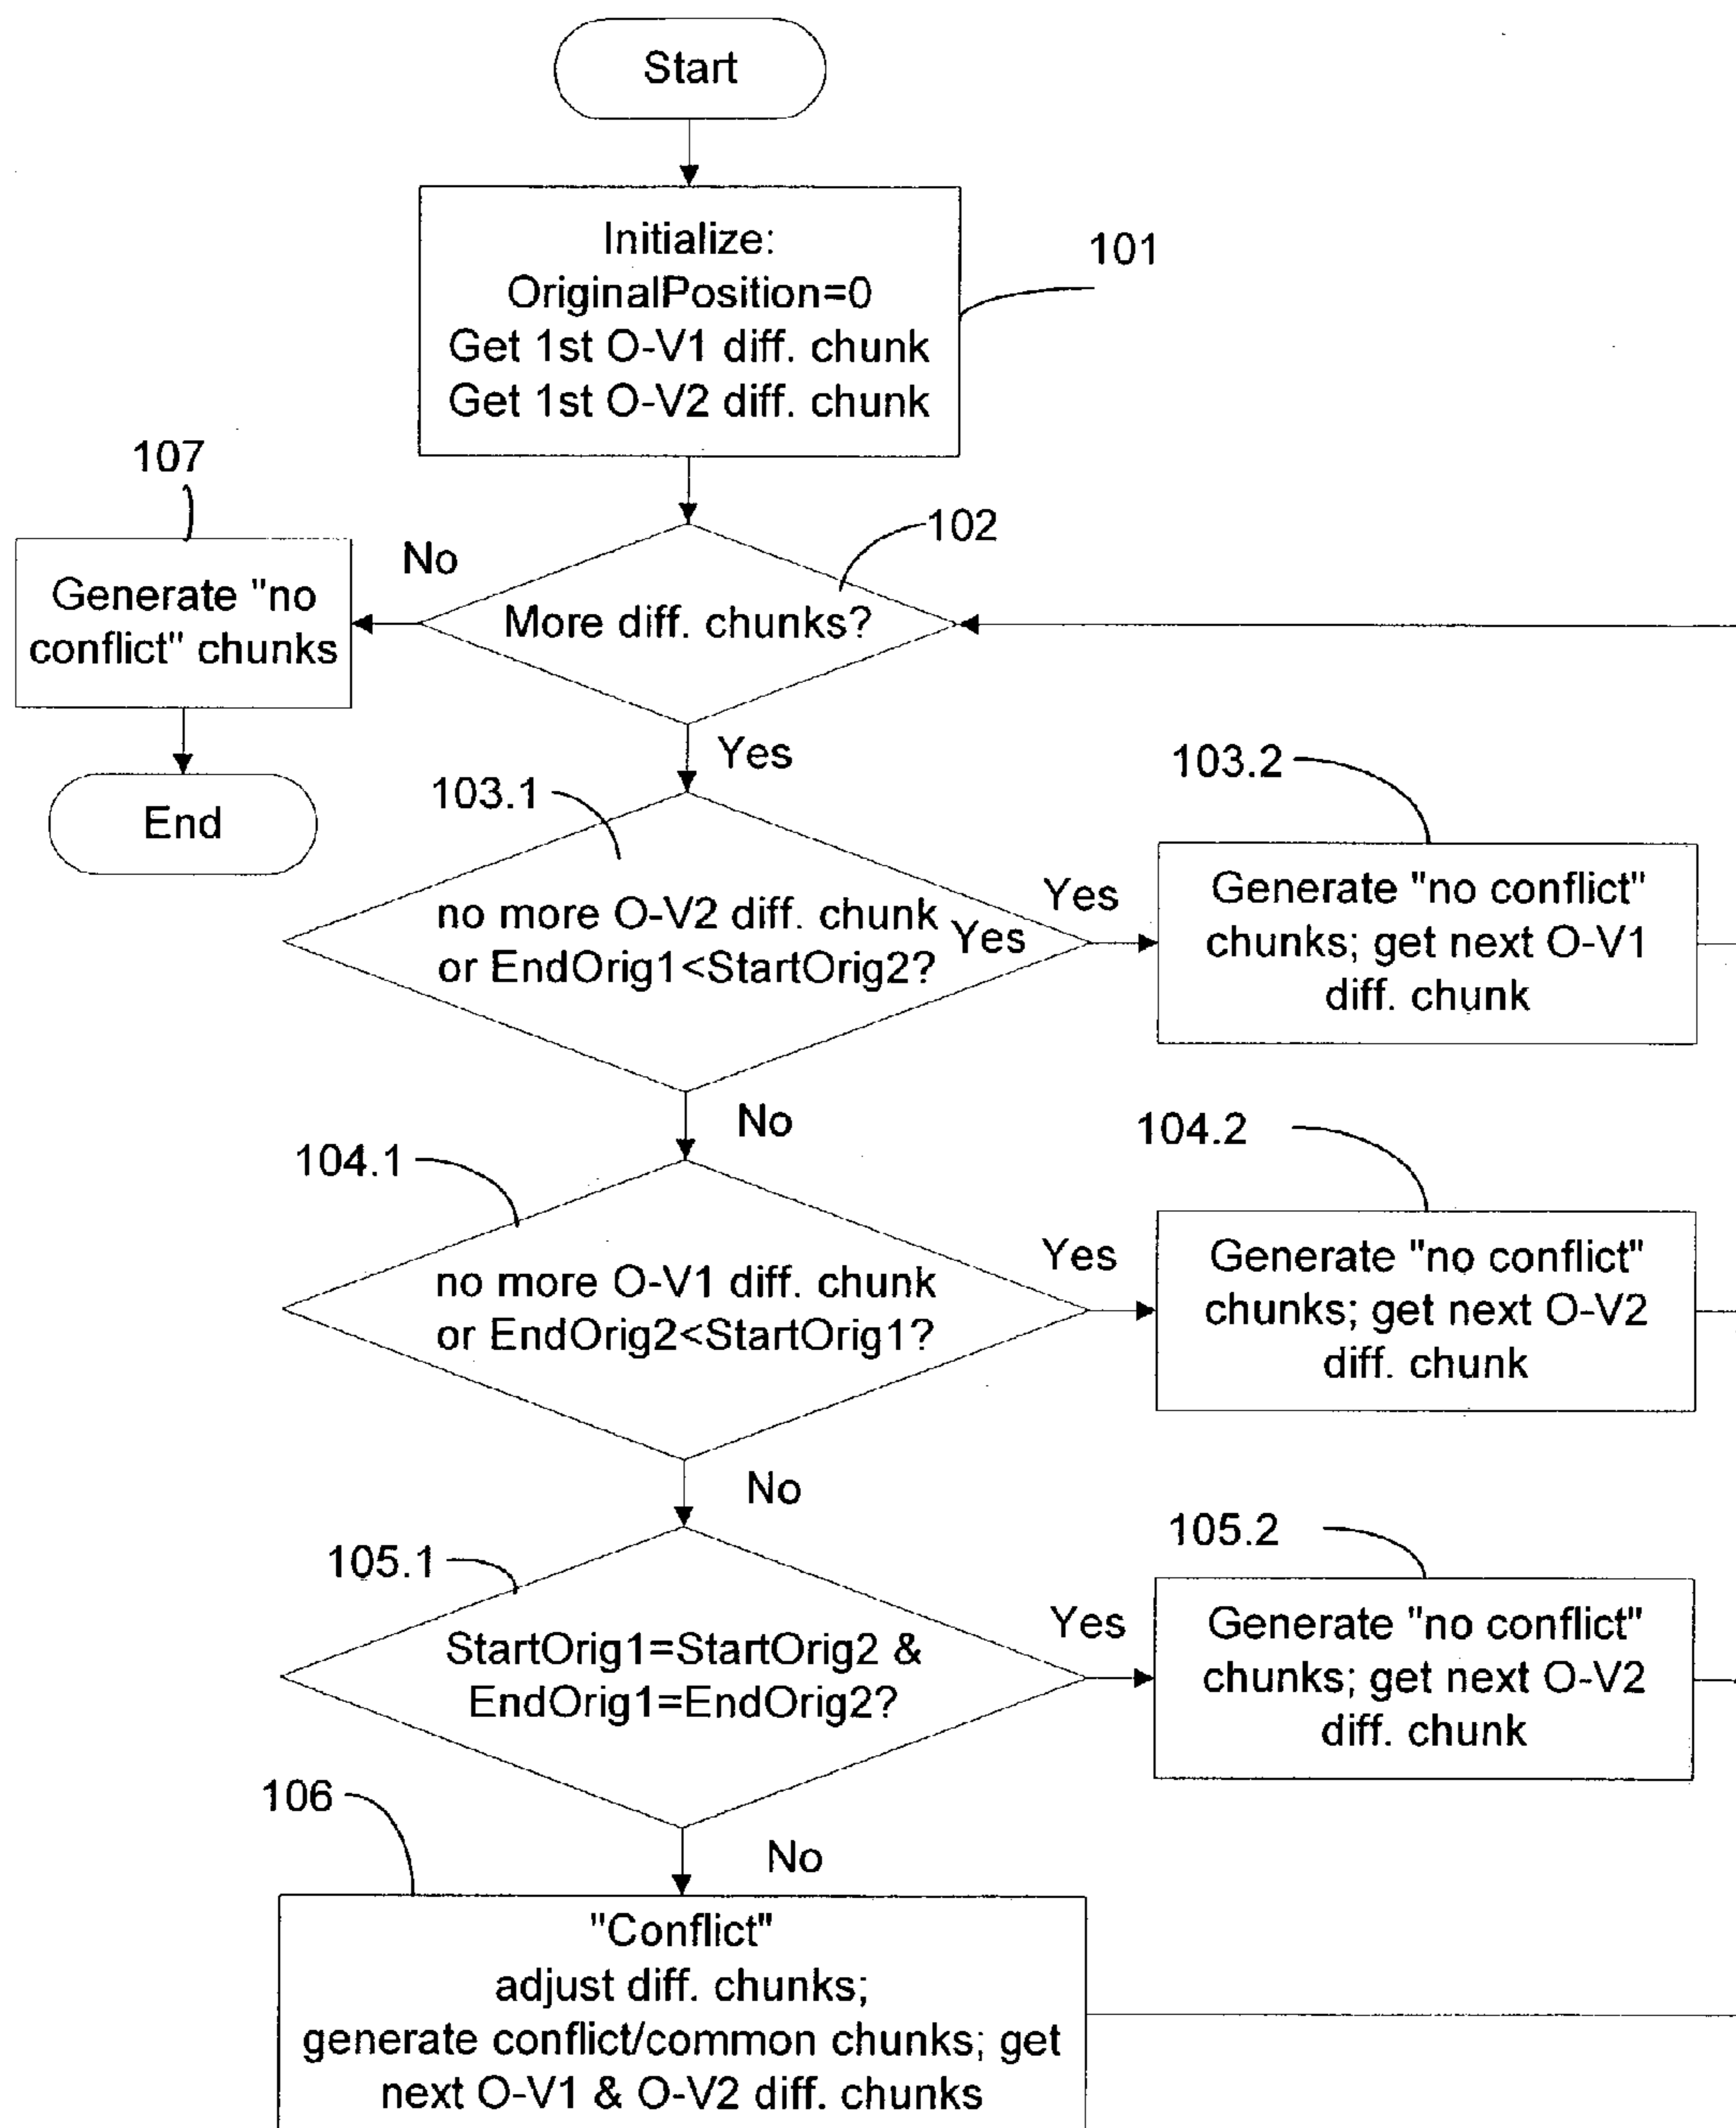 Start
Initialize:
OriginalPosition=0
Get 1st O-V1 diff. chunk
Get 1st O-V2 diff. chunk
101
107
Generate "no
conflict" chunks
No
102
More diff. chunks?
End
Yes
103.1
no more O-V2 diff. chunk
or EndOrig1<StartOrig2?
Yes
Yes
103.2
Generate "no conflict"
chunks; get next O-V1
diff. chunk
No
104.1
no more O-V1 diff. chunk
or EndOrig2<StartOrig1?
Yes
104.2
Generate "no conflict"
chunks; get next O-V2
diff. chunk
No
105.1
StartOrig1=StartOrig2 &
EndOrig1=EndOrig2?
Yes
105.2
Generate "no conflict"
chunks; get next O-V2
diff. chunk
No
106
"Conflict"
adjust diff. chunks;
generate conflict/common chunks; get
next O-V1 & O-V2 diff. chunks